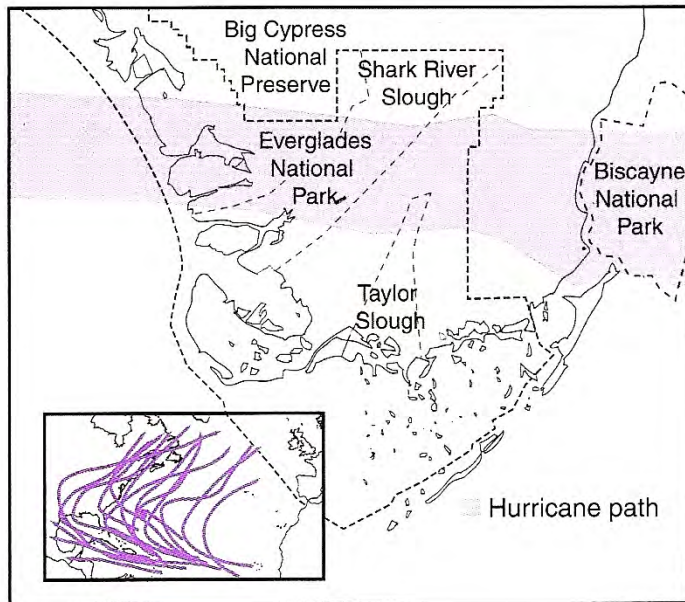 Big Cypress
National
Preserve
Shark River
Slough
Everglades
National
Park
Biscayne
National
Park
Taylor
Slough
Hurricane path